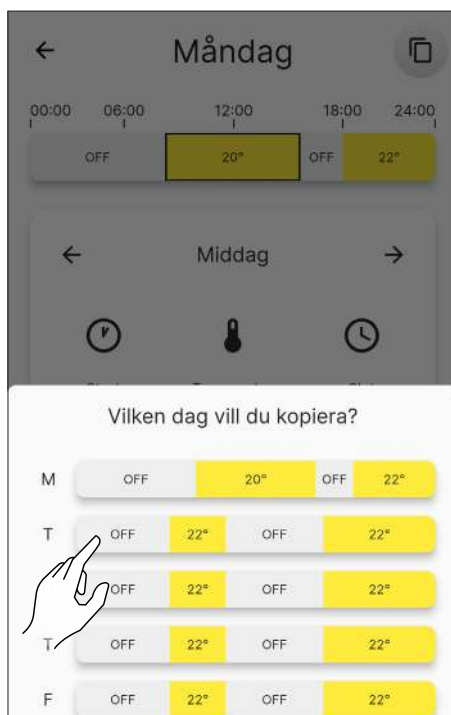 Måndag
00:00 06:00 12:00 18:00 24:00
OFF 20° OFF 22°
Middag
Vilken dag vill du kopiera?
M OFF 20° OFF 22°
T OFF 22° OFF 22°
OFF 22° OFF 22°
T OFF 22° OFF 22°
F OFF 22° OFF 22°